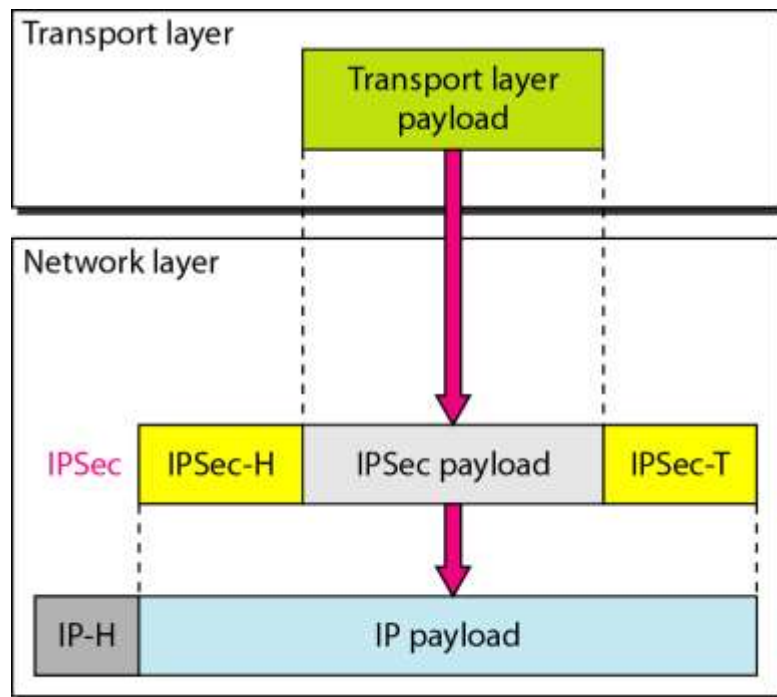 Transport layer
Transport layer
payload
Network layer
IPSec
IPSec-H
IPSec payload
IPSec-T
IP-H
IP payload